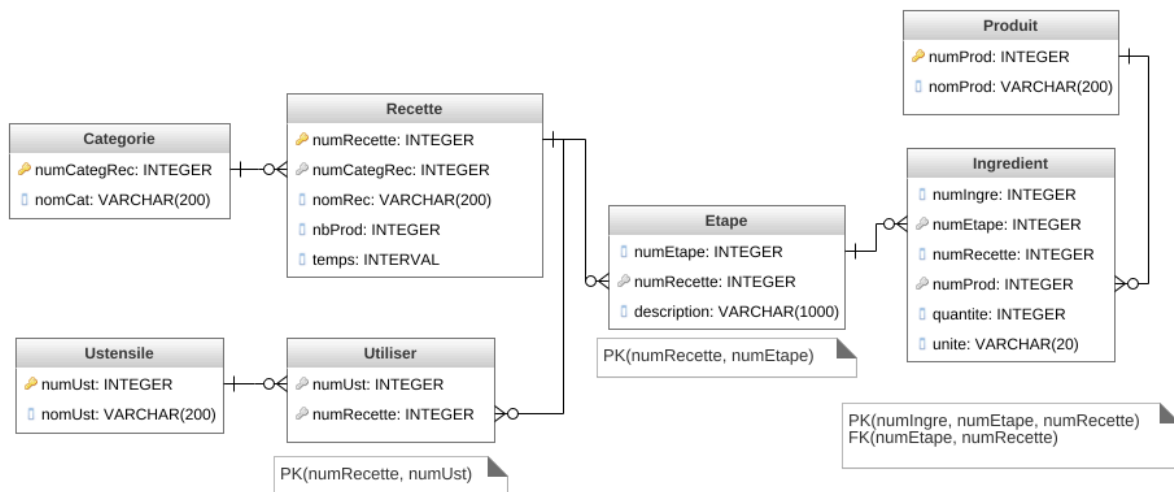 Categorie
numCategRec: INTEGER
nomCat: VARCHAR(200)
Recette
numRecette: INTEGER
numCategRec: INTEGER
nomRec: VARCHAR(200)
nbProd: INTEGER
temps: INTERVAL
Ustensile
numUst: INTEGER
nomUst: VARCHAR(200)
Utiliser
numUst: INTEGER
numRecette: INTEGER
PK(numRecette, numUst)
Etape
numEtape: INTEGER
numRecette: INTEGER
description: VARCHAR(1000)
PK(numRecette, numEtape)
Produit
numProd: INTEGER
nomProd: VARCHAR(200)
Ingredient
numIngre: INTEGER
numEtape: INTEGER
numRecette: INTEGER
numProd: INTEGER
quantite: INTEGER
unite: VARCHAR(20)
PK(numIngre, numEtape, numRecette)
FK(numEtape, numRecette)